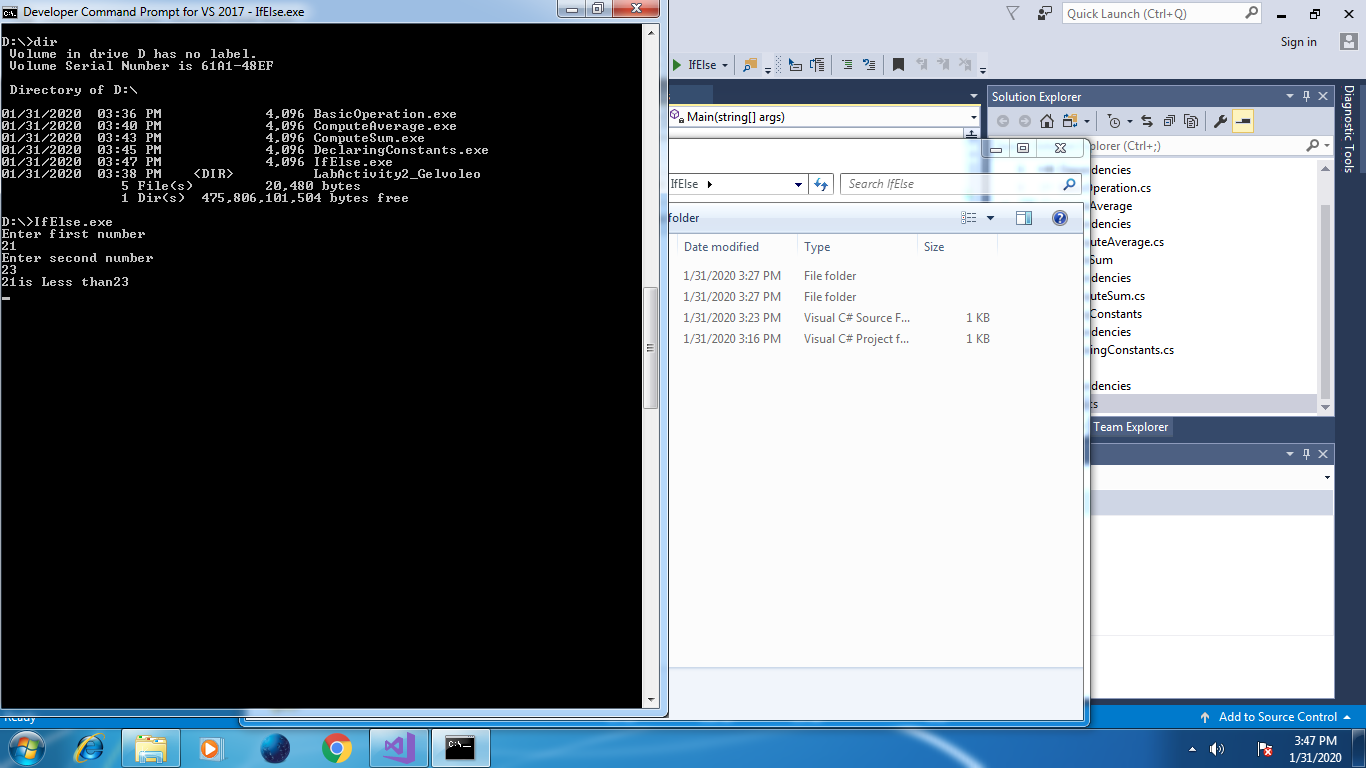 Developer Command Prompt for VS 2017 - IfElse.exe
D:\>dir
Volume in drive D has no label.
Volume Serial Number is 61A1-48EF
Directory of D:\
01/31/2020 03:36 PM 4,096 BasicOperation.exe
01/31/2020 03:40 PM 4,096 ComputeAverage.exe
01/31/2020 03:43 PM 4,096 ComputeSum.exe
01/31/2020 03:45 PM 4,096 DeclaringConstants.exe
01/31/2020 03:47 PM 4,096 IfElse.exe
01/31/2020 03:38 PM <DIR> LabActivity2_Gelvoleo
5 File(s) 20,480 bytes
1 Dir(s) 475,806,101,504 bytes free
D:\>IfElse.exe
Enter first number
21
Enter second number
23
21is Less than23
Quick Launch (Ctrl+Q)
Sign in
IfElse
Main(string[] args)
IfElse
Search IfElse
folder
Date modified Type Size
1/31/2020 3:27 PM File folder
1/31/2020 3:27 PM File folder
1/31/2020 3:23 PM Visual C# Source F... 1 KB
1/31/2020 3:16 PM Visual C# Project f... 1 KB
Solution Explorer
plorer (Ctrl+;)
dencies
Operation.cs
Average
dencies
uteAverage.cs
Sum
dencies
uteSum.cs
Constants
dencies
ingConstants.cs
dencies
cs
Team Explorer
Diagnostic Tools
Ready
Add to Source Control
C:\_
3:47 PM
1/31/2020